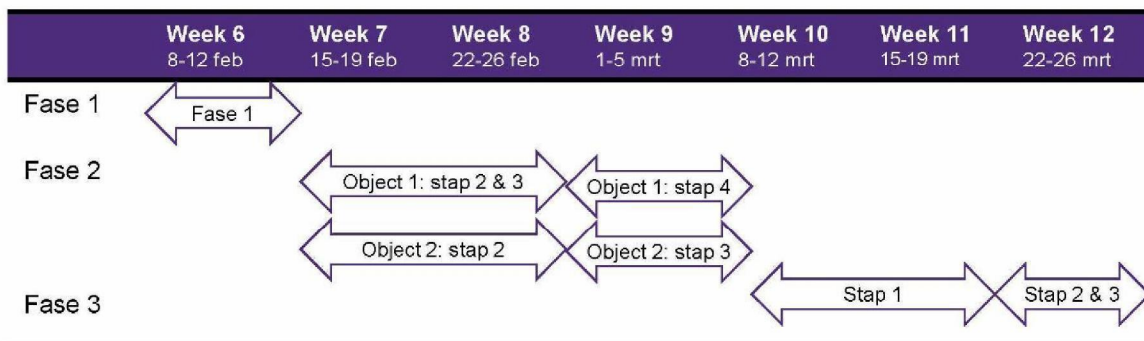 Week 6 Week 7 Week 8 Week 9 Week 10 Week 11 Week 12
8-12 feb 15-19 feb 22-26 feb 1-5 mrt 8-12 mrt 15-19 mrt 22-26 mrt
Fase 1 Fase 1
Fase 2 Object 1: stap 2 & 3 Object 1: stap 4
Object 2: stap 2 Object 2: stap 3
Fase 3 Stap 1 Stap 2 & 3